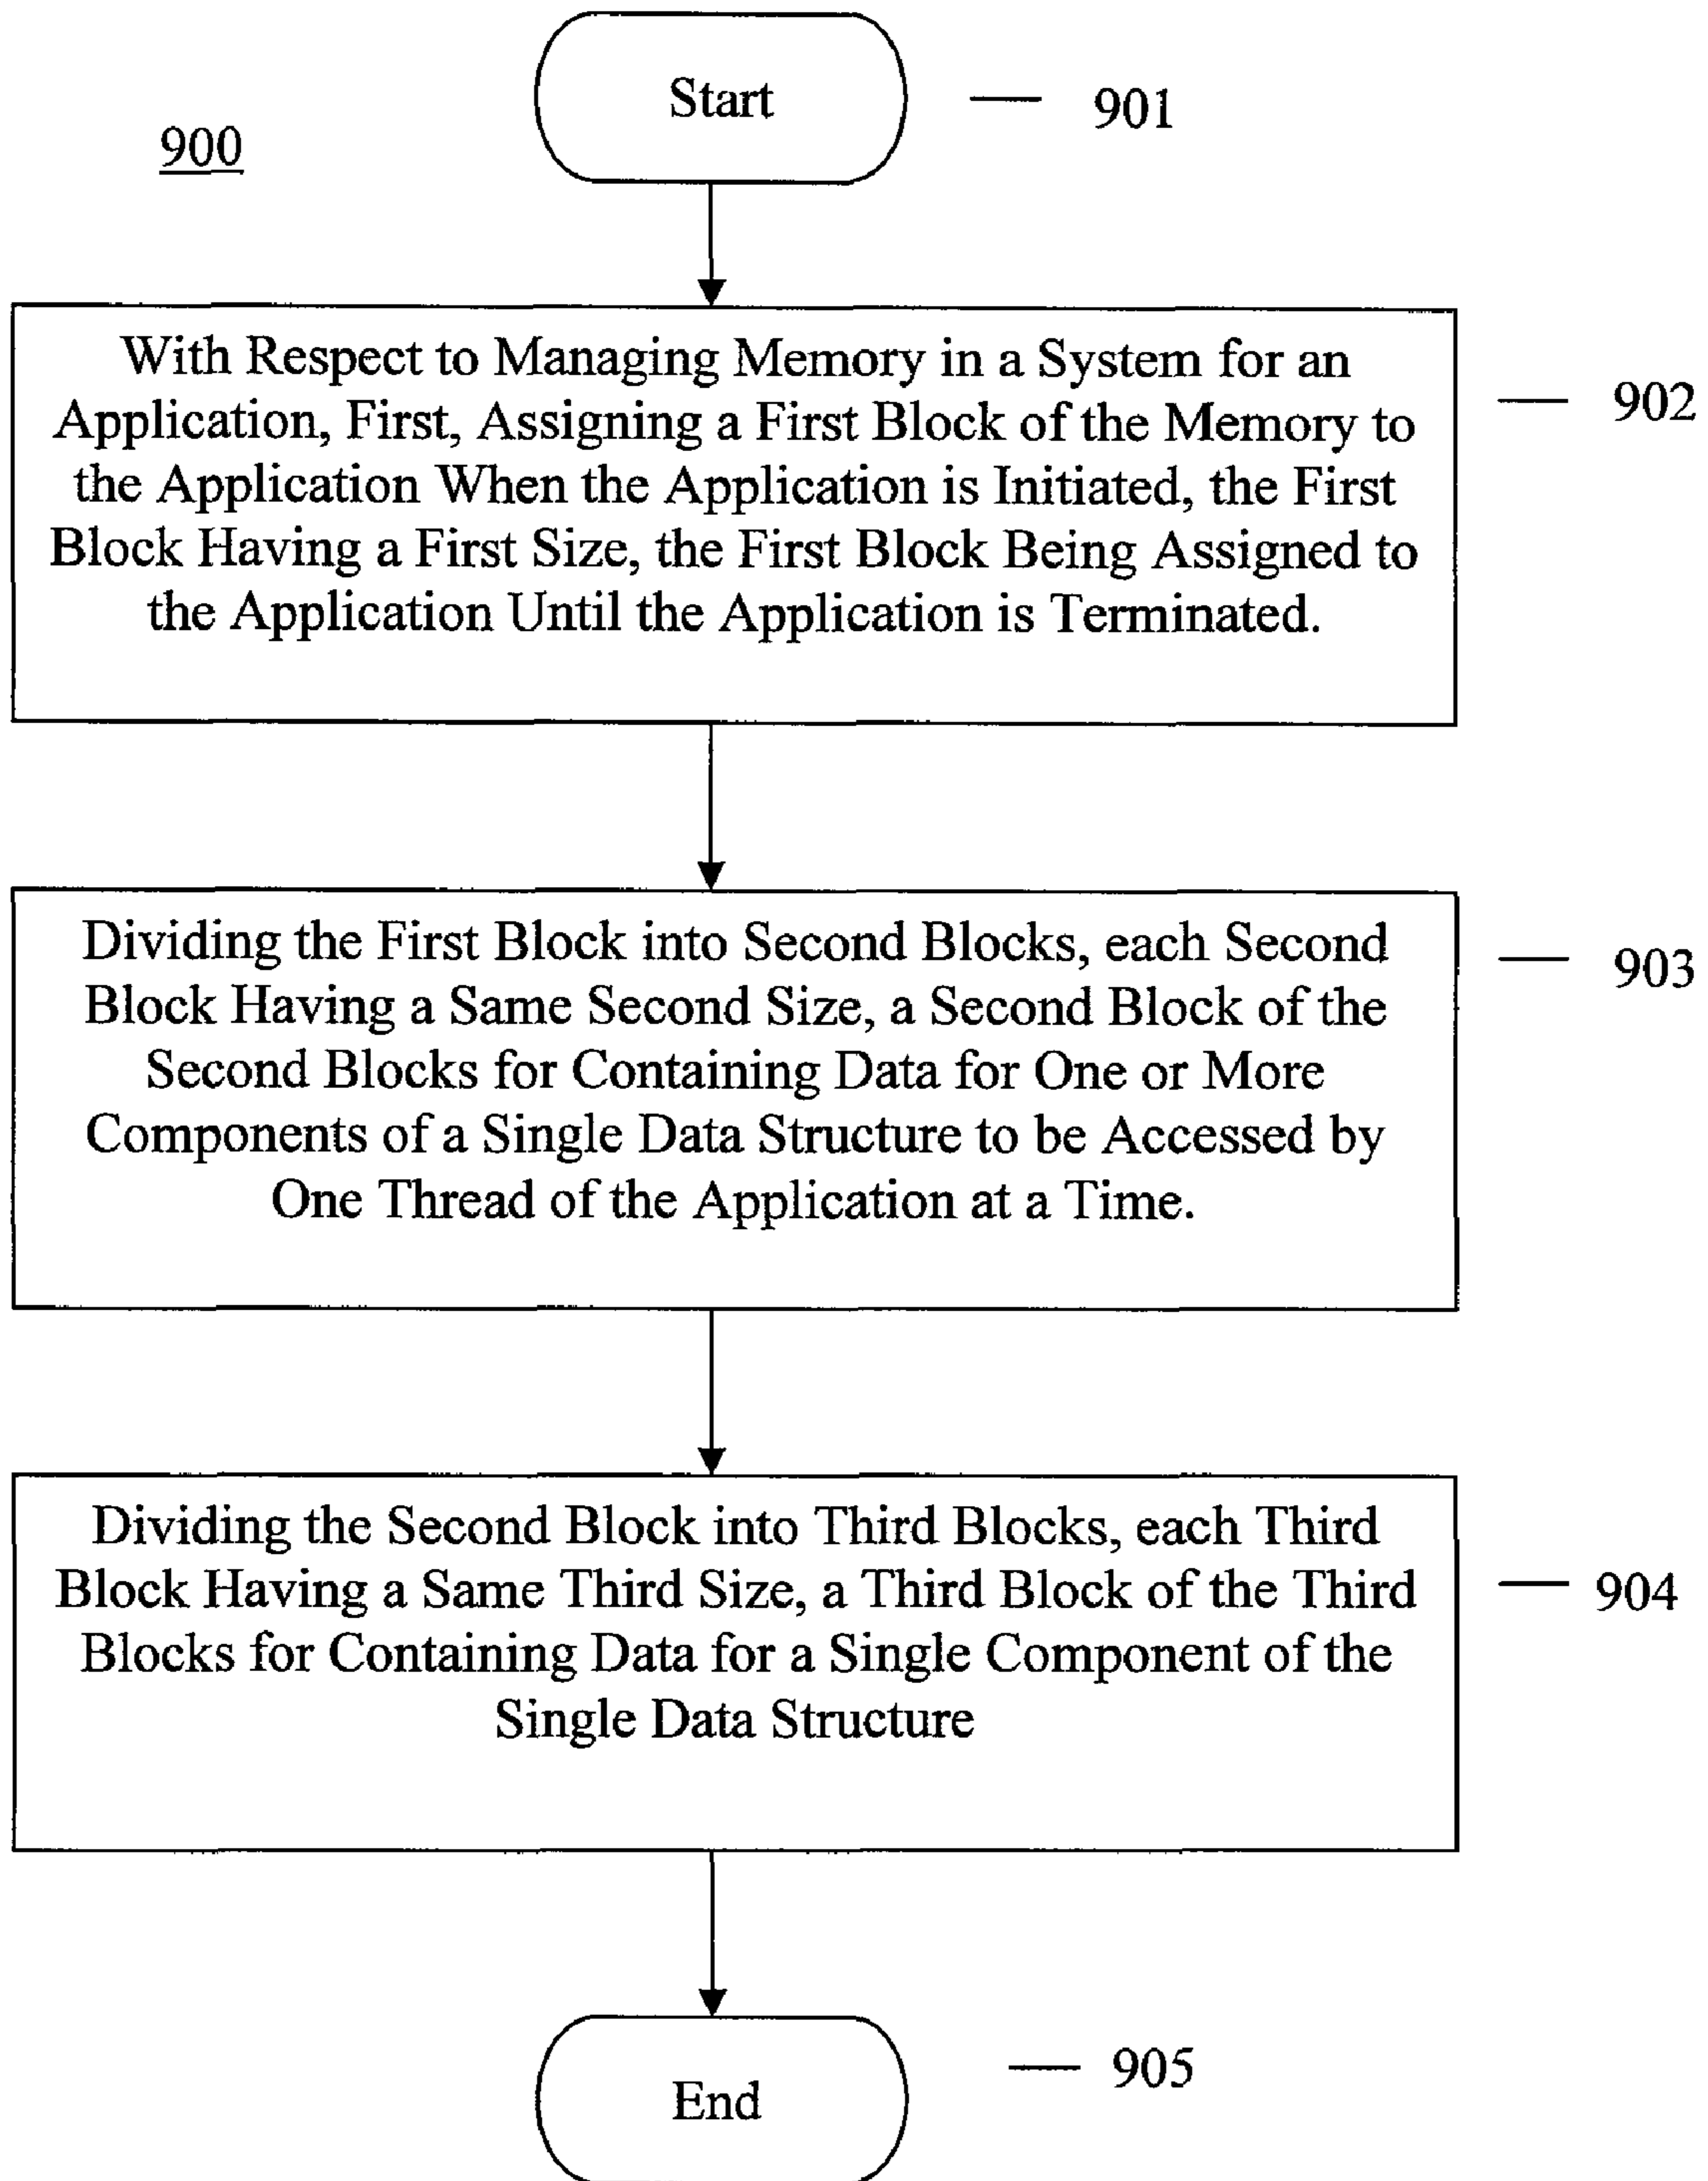 Start
901
900
With Respect to Managing Memory in a System for an
Application, First, Assigning a First Block of the Memory to
the Application When the Application is Initiated, the First
Block Having a First Size, the First Block Being Assigned to
the Application Until the Application is Terminated.
902
Dividing the First Block into Second Blocks, each Second
Block Having a Same Second Size, a Second Block of the
Second Blocks for Containing Data for One or More
Components of a Single Data Structure to be Accessed by
One Thread of the Application at a Time.
903
Dividing the Second Block into Third Blocks, each Third
Block Having a Same Third Size, a Third Block of the Third
Blocks for Containing Data for a Single Component of the
Single Data Structure
904
End
905